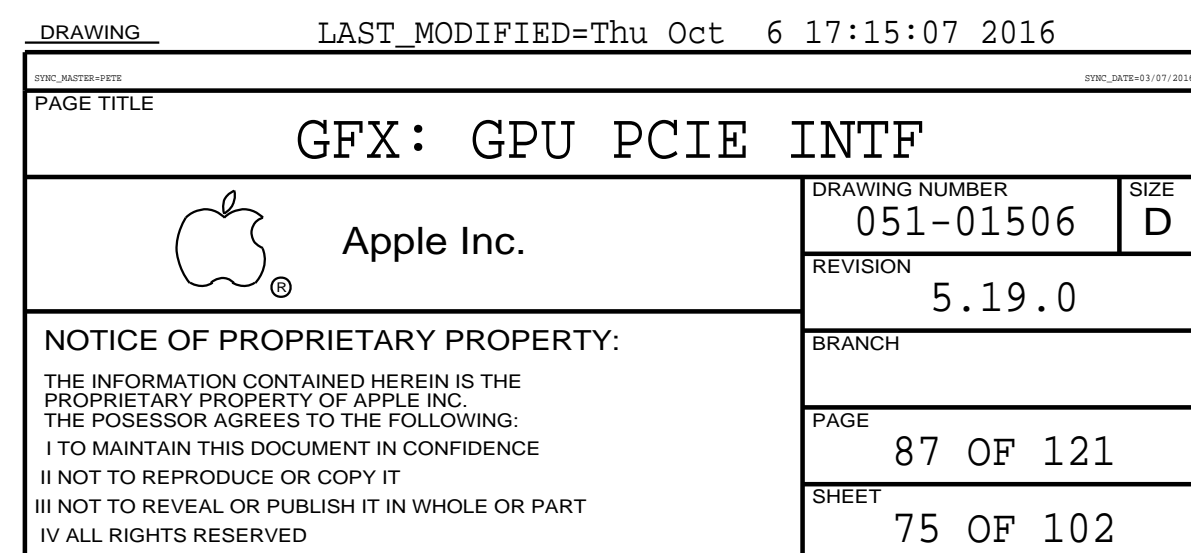 DRAWING
LAST_MODIFIED=Thu Oct  6 17:15:07 2016
SYNC_MASTER=PETE
SYNC_DATE=03/07/2016
PAGE TITLE
GFX: GPU PCIE INTF
Apple Inc.
®
DRAWING NUMBER
051-01506
SIZE
D
REVISION
5.19.0
BRANCH
NOTICE OF PROPRIETARY PROPERTY:
THE INFORMATION CONTAINED HEREIN IS THE
PROPRIETARY PROPERTY OF APPLE INC.
THE POSESSOR AGREES TO THE FOLLOWING:
I TO MAINTAIN THIS DOCUMENT IN CONFIDENCE
II NOT TO REPRODUCE OR COPY IT
III NOT TO REVEAL OR PUBLISH IT IN WHOLE OR PART
IV ALL RIGHTS RESERVED
PAGE
87 OF 121
SHEET
75 OF 102